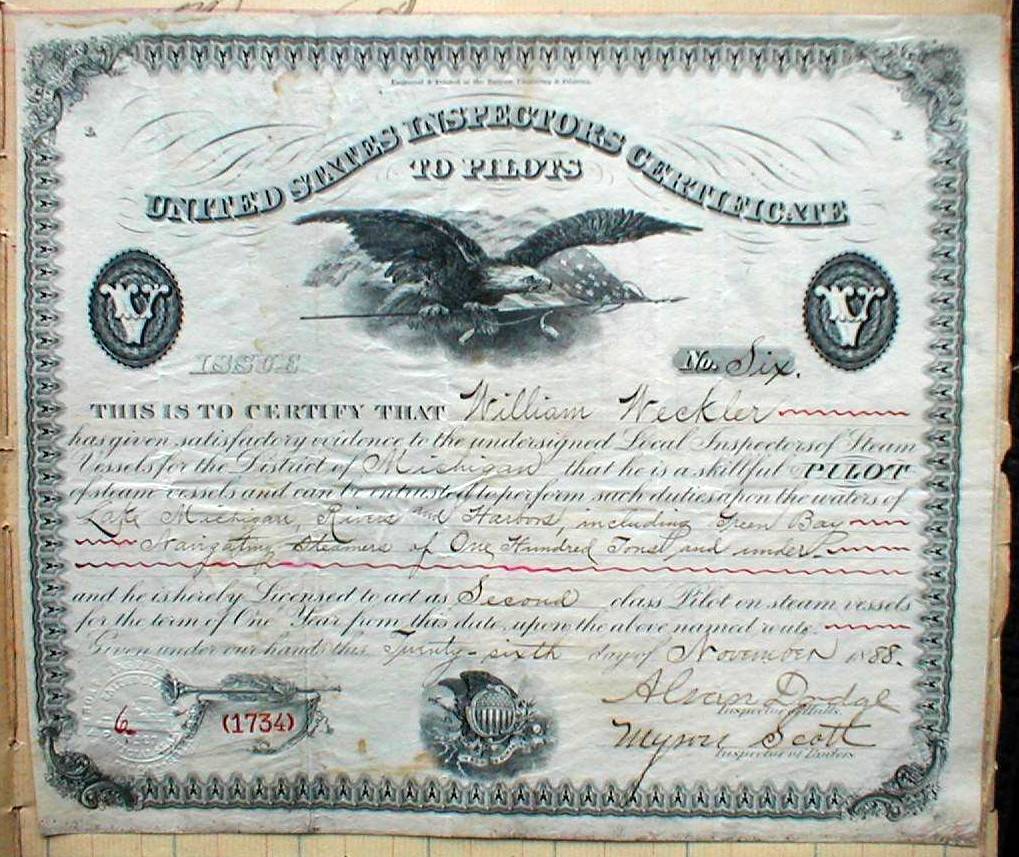 UNITED STATES INSPECTORS CERTIFICATE
TO PILOTS
ISSUE
No. Six.
THIS IS TO CERTIFY THAT William Weckler
has given satisfactory evidence to the undersigned Local Inspectors of Steam
Vessels for the District of Michigan that he is a skillful PILOT
of steam vessels and can be entrusted to perform such duties upon the waters of
Lake Michigan, Rivers and Harbors, including Green Bay
Navigating Steamers of One Hundred Tons and under.
and he is hereby Licensed to act as Second class Pilot on steam vessels
for the term of One Year from this date, upon the above named route.
Given under our hands this Twenty-sixth day of November 1888.
Alvan Dodge
Inspector of Hulls.
6
(1734)
Myron Scott
Inspector of Boilers.